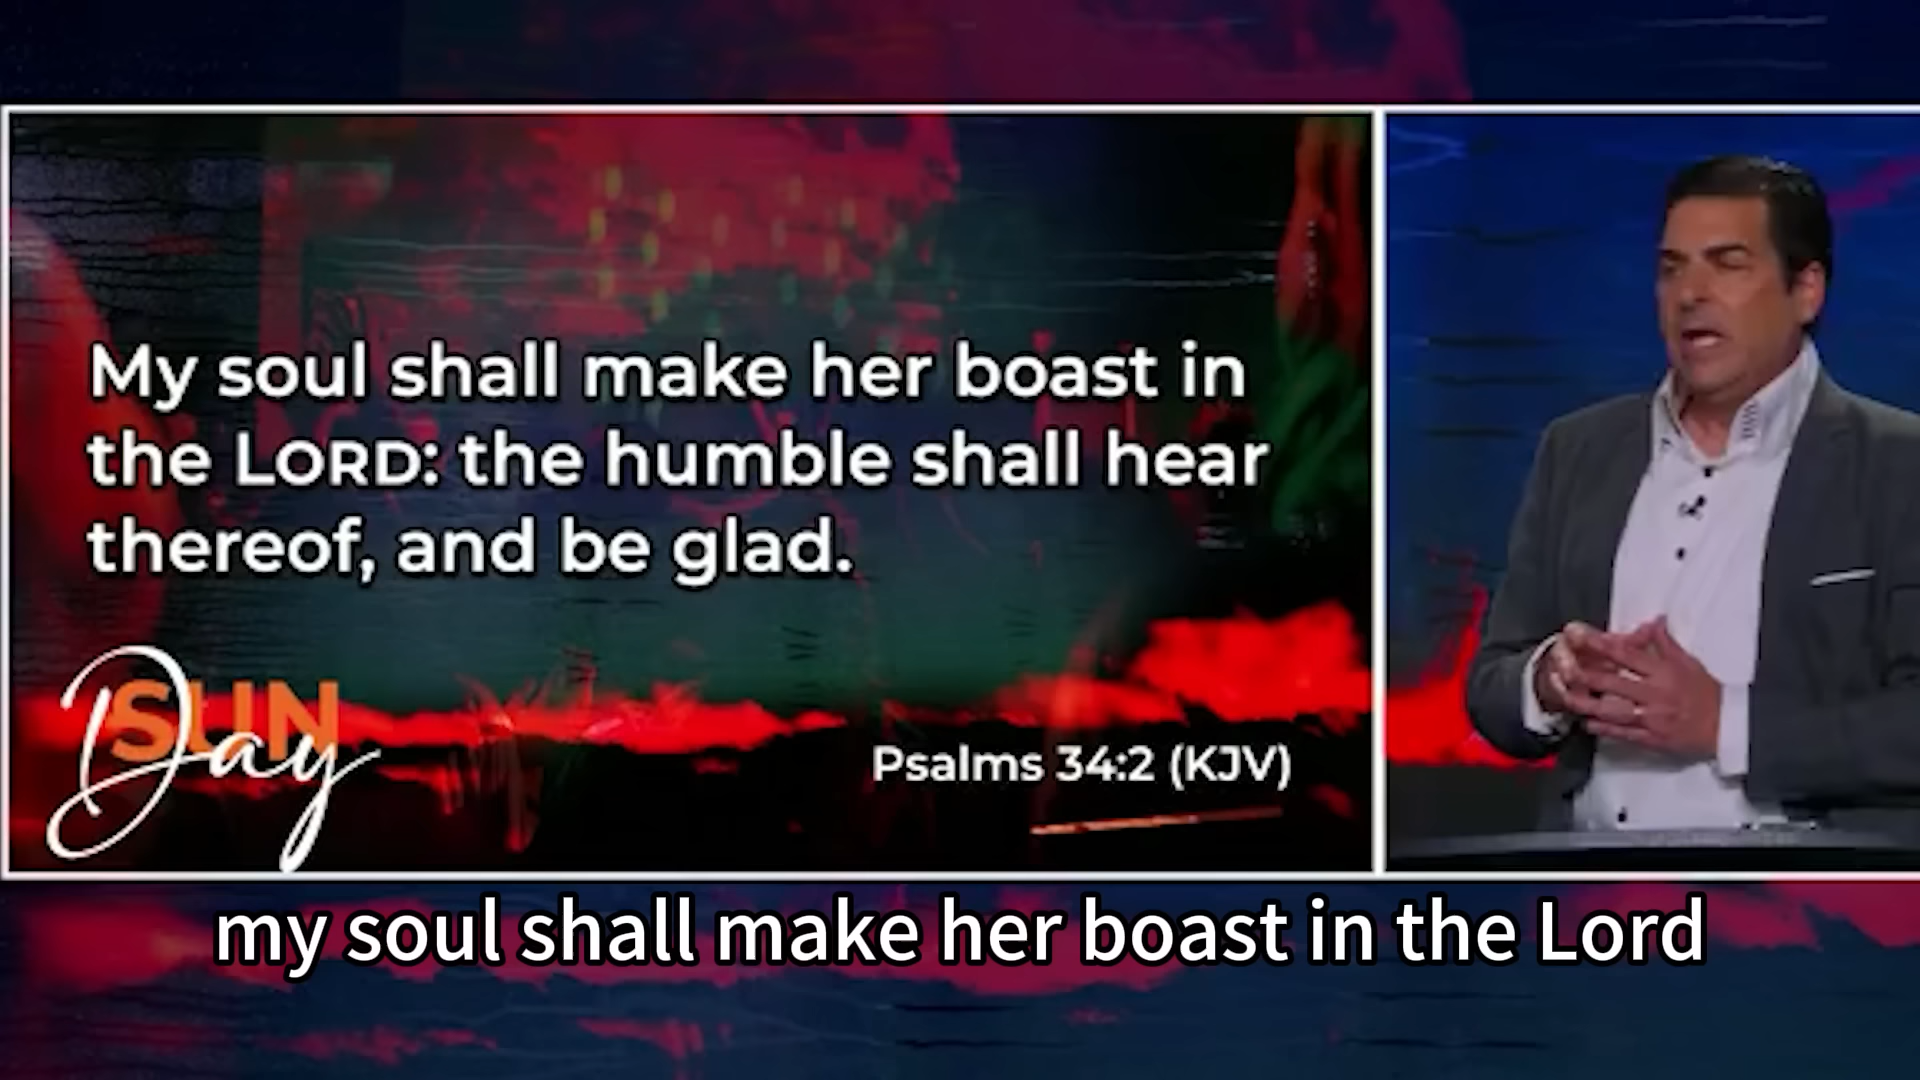 My soul shall make her boast in
the LORD: the humble shall hear
thereof, and be glad.
SUN
Day
Psalms 34:2 (KJV)
my soul shall make her boast in the Lord